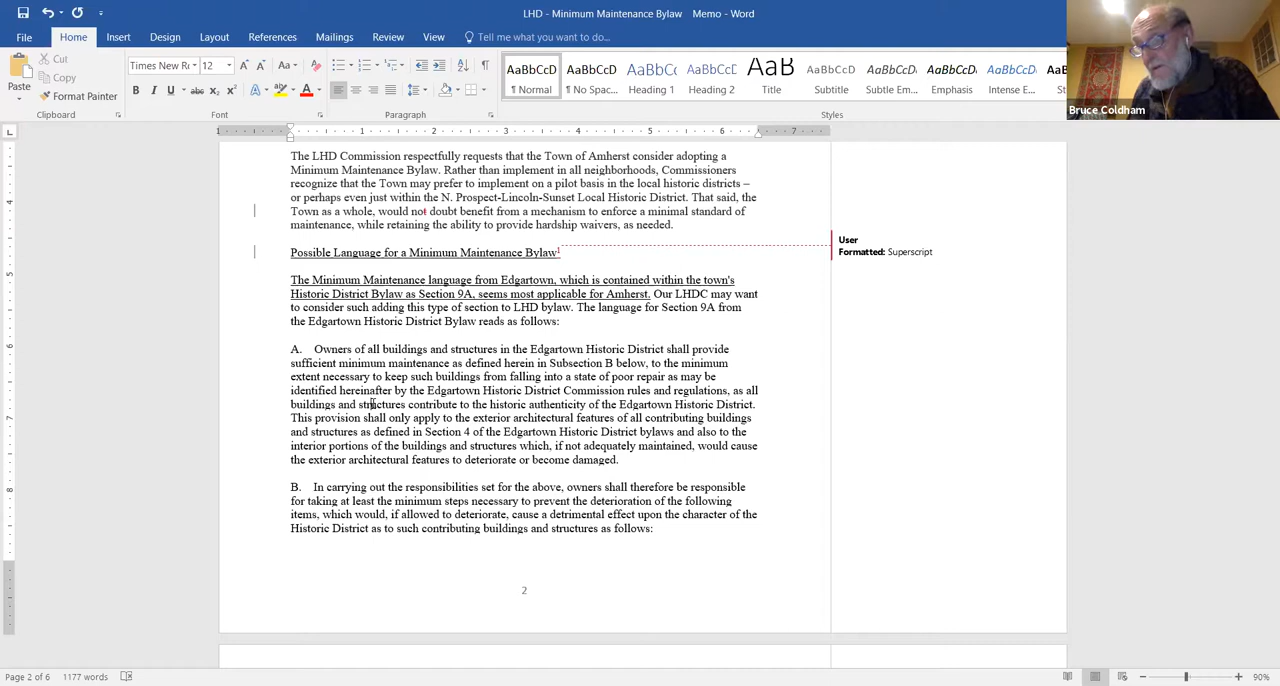 LHD - Minimum Maintenance Bylaw   Memo - Word
File Home Insert Design Layout References Mailings Review View Tell me what you want to do...
Paste
Cut
Copy
Format Painter
Times New Ro 12
AaBbCcD AaBbCcD AaBbCcD AaBbCcD AaB AaBbCcD AaBbCcD AaBbCcD AaBbCcD
¶ Normal ¶ No Spac... Heading 1 Heading 2 Title Subtitle Subtle Em... Emphasis Intense E...
Clipboard Font Paragraph Styles
Bruce Coldham
The LHD Commission respectfully requests that the Town of Amherst consider adopting a
Minimum Maintenance Bylaw. Rather than implement in all neighborhoods, Commissioners
recognize that the Town may prefer to implement on a pilot basis in the local historic districts –
or perhaps even just within the N. Prospect-Lincoln-Sunset Local Historic District. That said, the
Town as a whole, would not doubt benefit from a mechanism to enforce a minimal standard of
maintenance, while retaining the ability to provide hardship waivers, as needed.
Possible Language for a Minimum Maintenance Bylaw1
User
Formatted: Superscript
The Minimum Maintenance language from Edgartown, which is contained within the town's
Historic District Bylaw as Section 9A, seems most applicable for Amherst. Our LHDC may want
to consider such adding this type of section to LHD bylaw. The language for Section 9A from
the Edgartown Historic District Bylaw reads as follows:
A. Owners of all buildings and structures in the Edgartown Historic District shall provide
sufficient minimum maintenance as defined herein in Subsection B below, to the minimum
extent necessary to keep such buildings from falling into a state of poor repair as may be
identified hereinafter by the Edgartown Historic District Commission rules and regulations, as all
buildings and structures contribute to the historic authenticity of the Edgartown Historic District.
This provision shall only apply to the exterior architectural features of all contributing buildings
and structures as defined in Section 4 of the Edgartown Historic District bylaws and also to the
interior portions of the buildings and structures which, if not adequately maintained, would cause
the exterior architectural features to deteriorate or become damaged.
B. In carrying out the responsibilities set for the above, owners shall therefore be responsible
for taking at least the minimum steps necessary to prevent the deterioration of the following
items, which would, if allowed to deteriorate, cause a detrimental effect upon the character of the
Historic District as to such contributing buildings and structures as follows:
2
Page 2 of 6 1177 words
90%